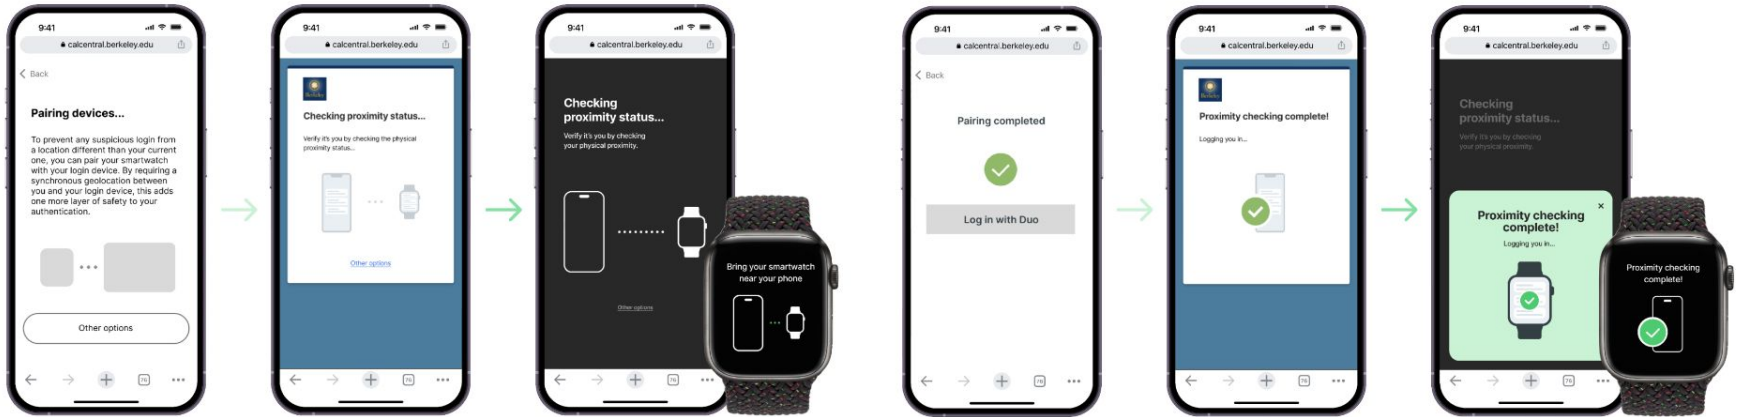 9:41
calcentral.berkeley.edu
Back
Pairing devices...
To prevent any suspicious login from
a location different than your current
one, you can pair your smartwatch
with your login device. By requiring a
synchronous geolocation between
you and your login device, this adds
one more layer of safety to your
authentication.
Other options
9:41
calcentral.berkeley.edu
Berkeley
Checking proximity status...
Verify it's you by checking the physical
proximity status...
Other options
9:41
calcentral.berkeley.edu
Checking
proximity status...
Verify it's you by checking
your physical proximity.
Other options
Bring your smartwatch
near your phone
9:41
calcentral.berkeley.edu
Back
Pairing completed
Log in with Duo
9:41
calcentral.berkeley.edu
Berkeley
Proximity checking complete!
Logging you in...
9:41
calcentral.berkeley.edu
Checking
proximity status...
Verify it's you by checking
your physical proximity.
Proximity checking
complete!
Logging you in...
Proximity checking
complete!